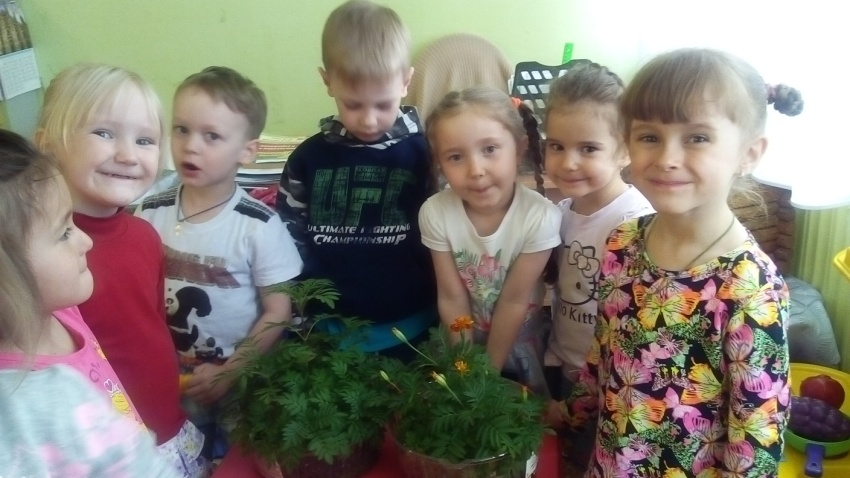 UFC
ULTIMATE FIGHTING
CHAMPIONSHIP
O KITTY